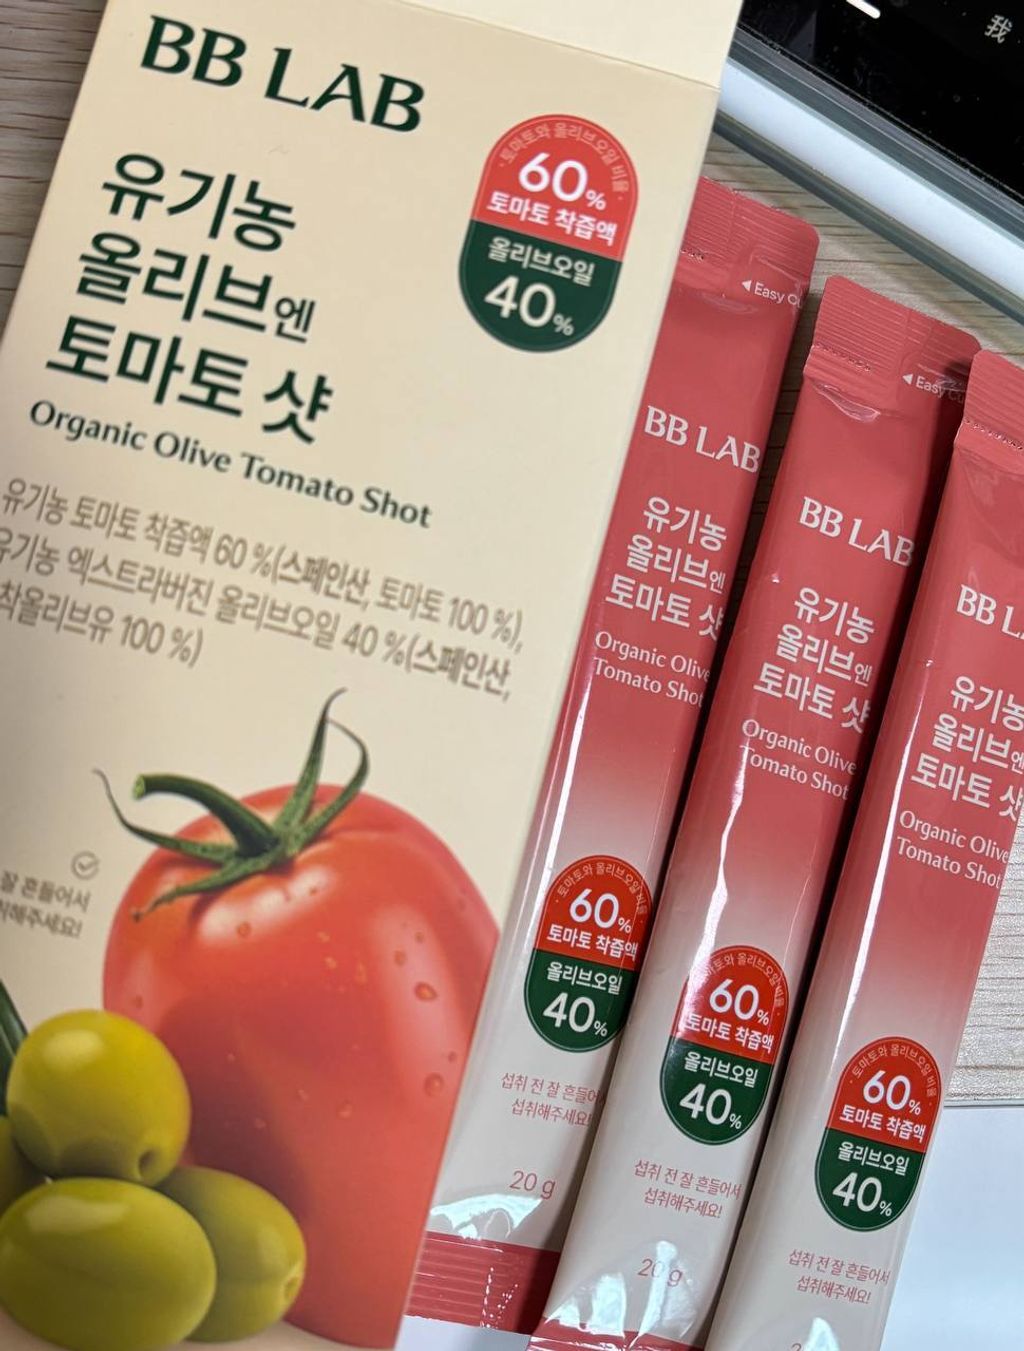 BB LAB
유기농
올리브엔
토마토 샷
Organic Olive Tomato Shot
토마토와 올리브오일 비율
60%
토마토 착즙액
올리브오일
40%
유기농 토마토 착즙액 60 %(스페인산, 토마토 100 %),
유기농 엑스트라버진 올리브오일 40 %(스페인산,
착올리브유 100 %)
잘 흔들어서
취해주세요!
Easy Cu
BB LAB
유기농
올리브엔
토마토 샷
Organic Olive
Tomato Shot
토마토와 올리브오일 비율
60%
토마토 착즙액
올리브오일
40%
섭취 전 잘 흔들어
섭취해주세요!
20 g
Easy Cu
BB LAB
유기농
올리브엔
토마토 샷
Organic Olive
Tomato Shot
토마토와 올리브오일 비율
60%
토마토 착즙액
올리브오일
40%
섭취 전 잘 흔들어서
섭취해주세요!
20 g
BB L
유기농
올리브엔
토마토 샷
Organic Olive
Tomato Shot
토마토와 올리브오일 비율
60%
토마토 착즙액
올리브오일
40%
섭취 전 잘 흔들어서
섭취해주세요!
2
我